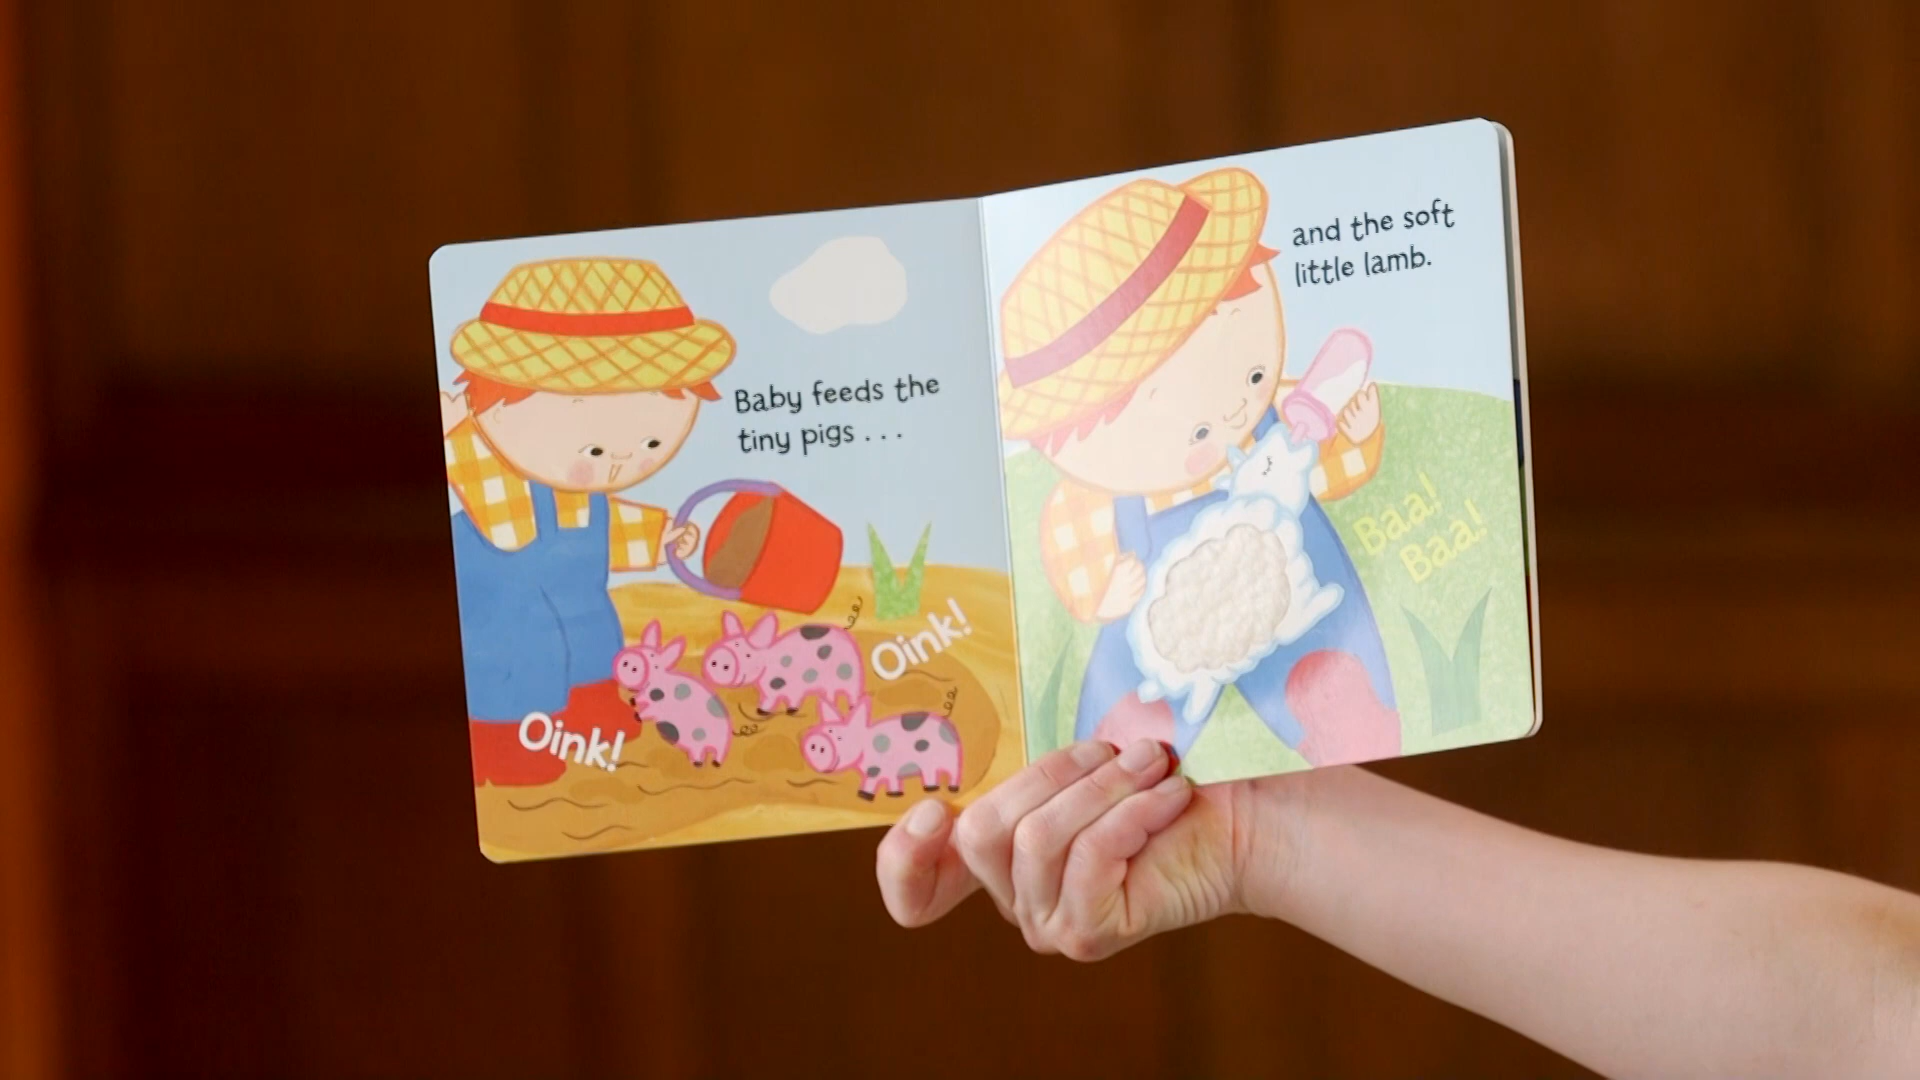 Baby feeds the
tiny pigs . . .
Oink!
Oink!
and the soft
little lamb.
Baa!
Baa!